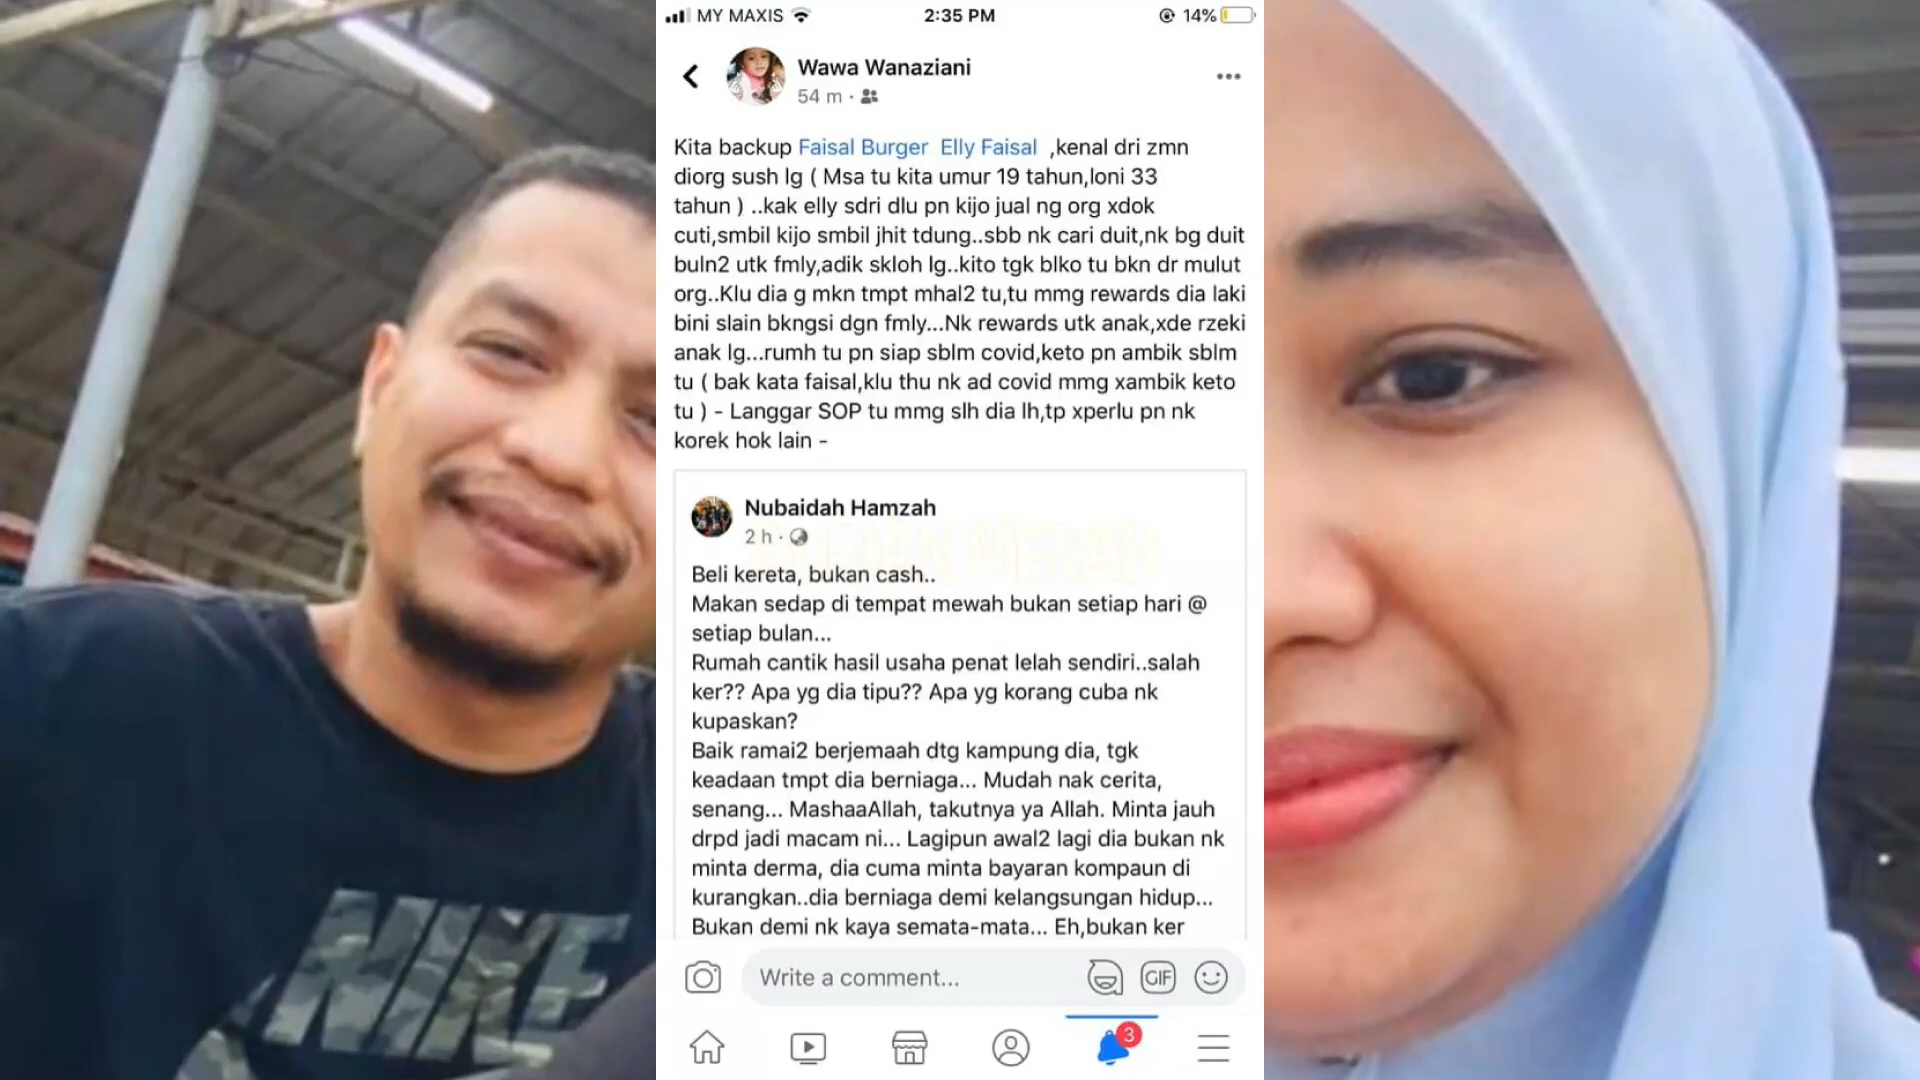 MY MAXIS 2:35 PM 14%
Wawa Wanaziani
54 m ·
Kita backup Faisal Burger Elly Faisal ,kenal dri zmn
diorg sush lg ( Msa tu kita umur 19 tahun,loni 33
tahun ) ..kak elly sdri dlu pn kijo jual ng org xdok
cuti,smbil kijo smbil jhit tdung..sbb nk cari duit,nk bg duit
buln2 utk fmly,adik skloh lg..kito tgk blko tu bkn dr mulut
org..Klu dia g mkn tmpt mhal2 tu,tu mmg rewards dia laki
bini slain bkngsi dgn fmly...Nk rewards utk anak,xde rzeki
anak lg...rumh tu pn siap sblm covid,keto pn ambik sblm
tu ( bak kata faisal,klu thu nk ad covid mmg xambik keto
tu ) - Langgar SOP tu mmg slh dia lh,tp xperlu pn nk
korek hok lain -
Nubaidah Hamzah
2 h ·
Beli kereta, bukan cash..
Makan sedap di tempat mewah bukan setiap hari @
setiap bulan...
Rumah cantik hasil usaha penat lelah sendiri..salah
ker?? Apa yg dia tipu?? Apa yg korang cuba nk
kupaskan?
Baik ramai2 berjemaah dtg kampung dia, tgk
keadaan tmpt dia berniaga... Mudah nak cerita,
senang... MashaaAllah, takutnya ya Allah. Minta jauh
drpd jadi macam ni... Lagipun awal2 lagi dia bukan nk
minta derma, dia cuma minta bayaran kompaun di
kurangkan..dia berniaga demi kelangsungan hidup...
Bukan demi nk kaya semata-mata... Eh,bukan ker
Write a comment...
GIF
3
NIKE